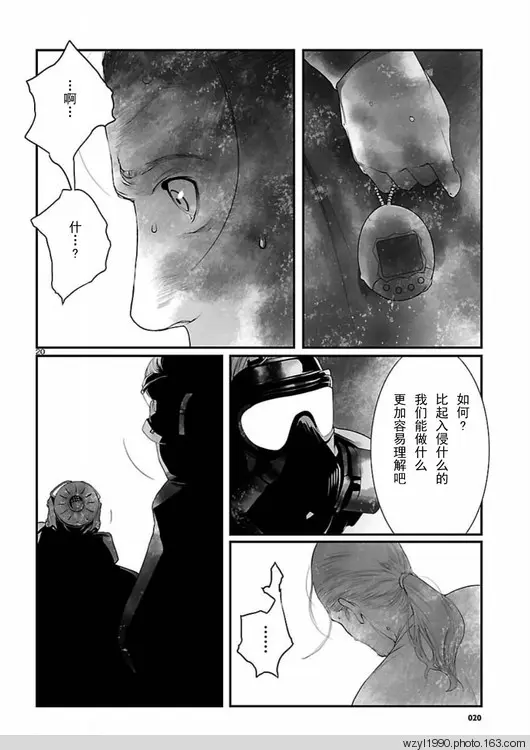 ……啊……
什…?
20
如何?
比起入侵什么的
我们能做什么
更加容易理解吧
……
……
020
wzyl1990.photo.163.com